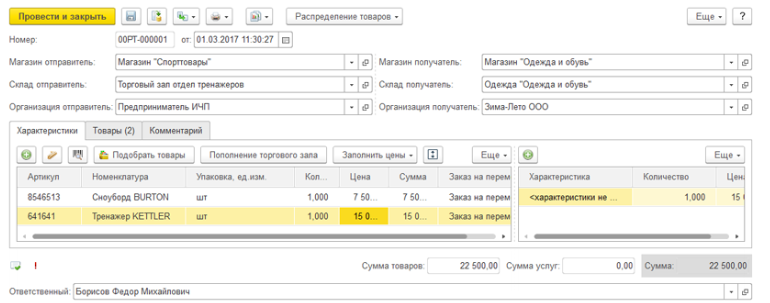 Провести и закрыть Распределение товаров Еще ?
Номер: 00РТ-000001 от: 01.03.2017 11:30:27
Магазин отправитель: Магазин "Спорттовары" Магазин получатель: Магазин "Одежда и обувь"
Склад отправитель: Торговый зал отдел тренажеров Склад получатель: Одежда "Одежда и обувь"
Организация отправитель: Предприниматель ИЧП Организация получатель: Зима-Лето ООО
Характеристики Товары (2) Комментарий
Подобрать товары Пополнение торгового зала Заполнить цены Еще Еще
Артикул Номенклатура Упаковка, ед.изм. Кол... Цена Сумма Заказ на перем Характеристика Количество Цен
8546513 Сноуборд BURTON шт 1,000 7 50... 7 50... Заказ на перем <характеристики не ... 1,000 15
641641 Тренажер KETTLER шт 1,000 15 0... 15 0... Заказ на перем
Сумма товаров: 22 500,00 Сумма услуг: 0,00 Сумма: 22 500,00
Ответственный: Борисов Федор Михайлович